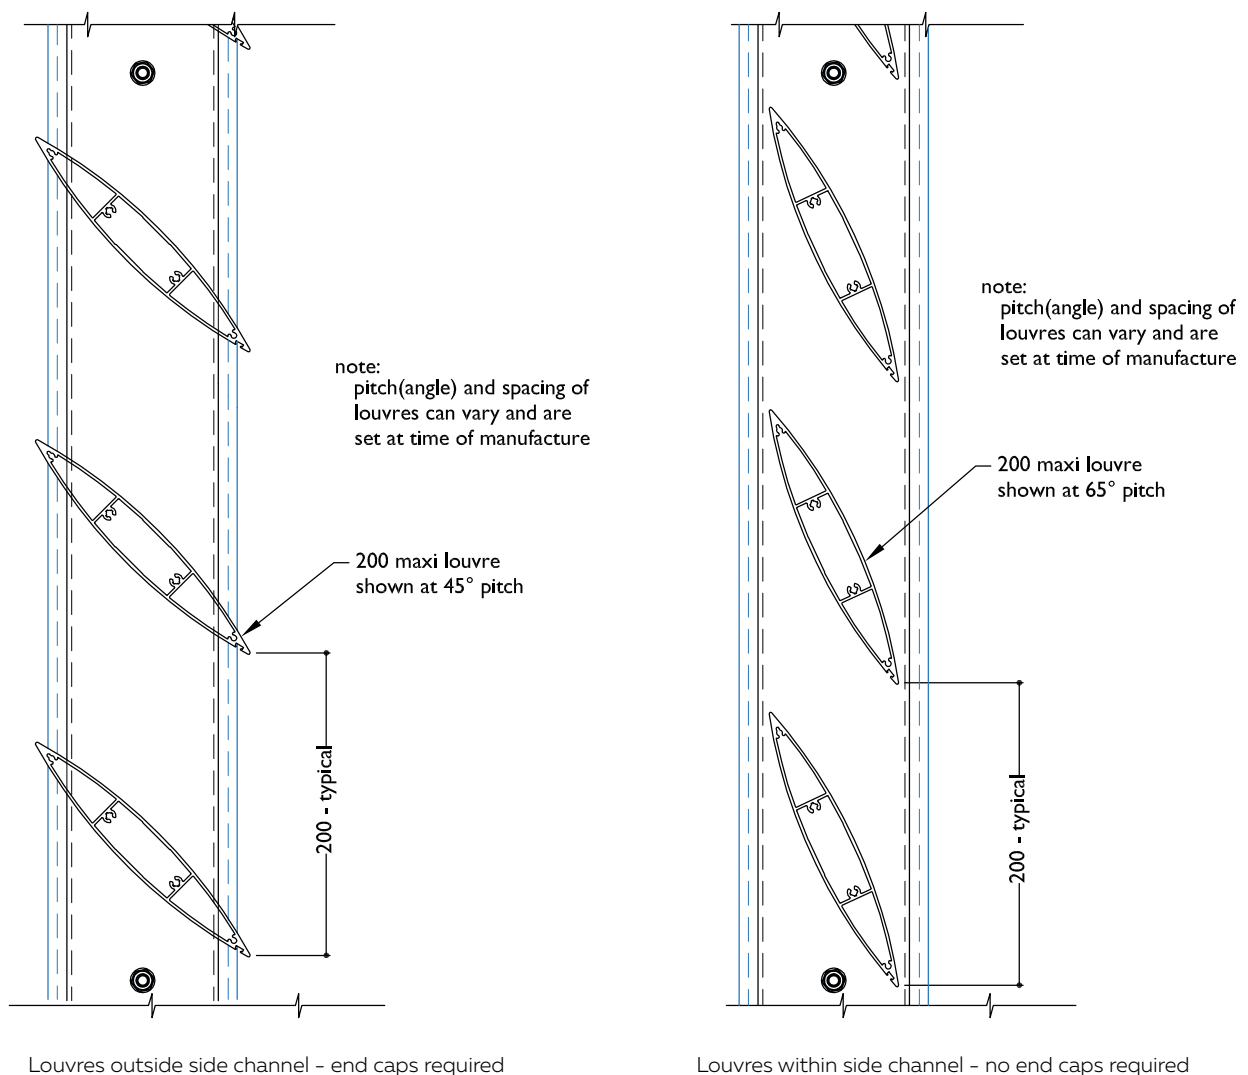 note:
pitch(angle) and spacing of
louvres can vary and are
set at time of manufacture
200 maxi louvre
shown at 45° pitch
200 - typical
Louvres outside side channel - end caps required
note:
pitch(angle) and spacing of
louvres can vary and are
set at time of manufacture
200 maxi louvre
shown at 65° pitch
200 - typical
Louvres within side channel - no end caps required